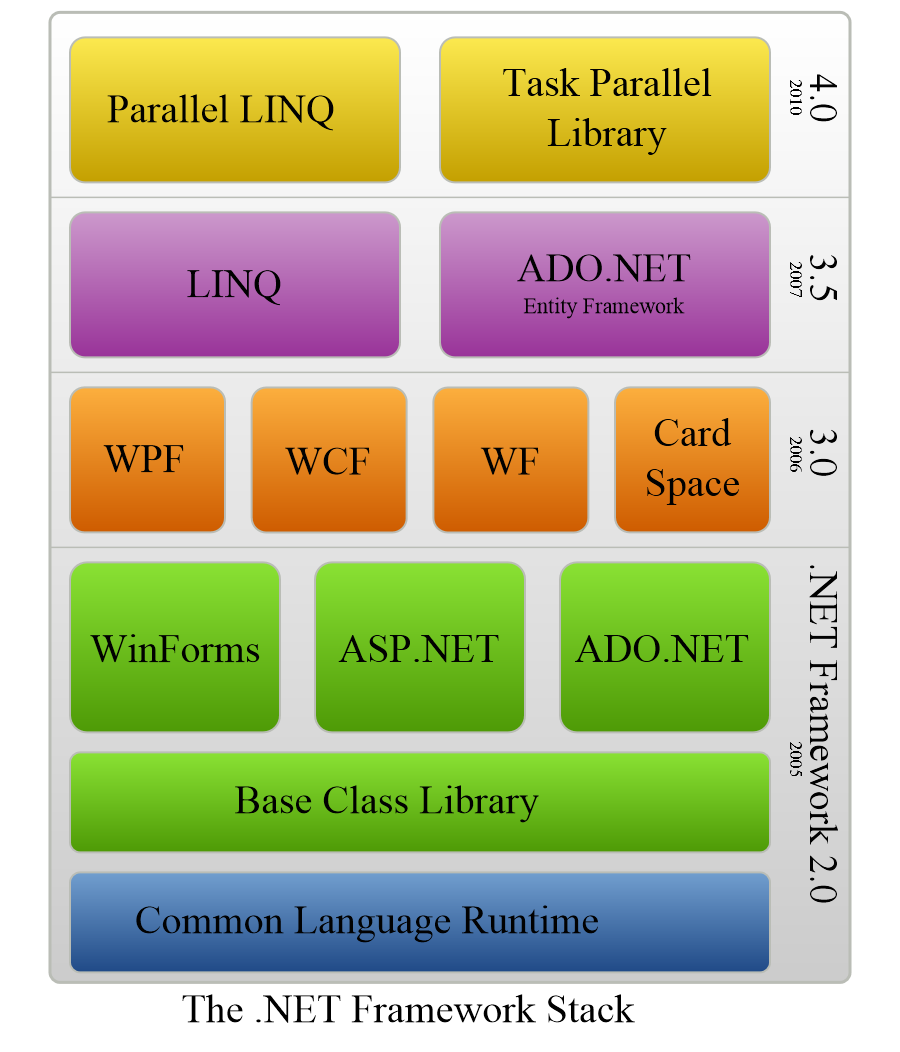 Parallel LINQ
Task Parallel
Library
4.0
2010
LINQ
ADO.NET
Entity Framework
3.5
2007
WPF
WCF
WF
Card
Space
3.0
2006
WinForms
ASP.NET
ADO.NET
Base Class Library
Common Language Runtime
.NET Framework 2.0
2005
The .NET Framework Stack